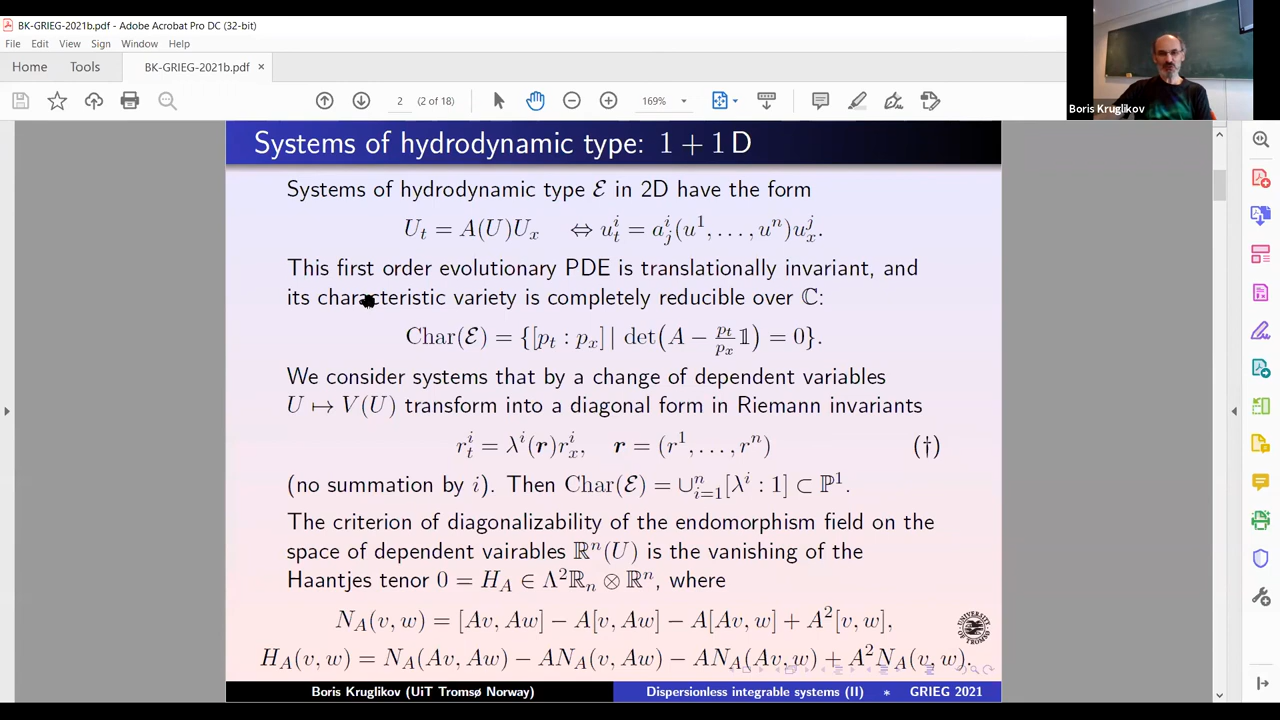 BK-GRIEG-2021b.pdf - Adobe Acrobat Pro DC (32-bit)
File Edit View Sign Window Help
Home Tools BK-GRIEG-2021b.pdf ×
2 (2 of 18) 169%
Boris Kruglikov
Systems of hydrodynamic type: 1 + 1 D
Systems of hydrodynamic type ℰ in 2D have the form
U_t = A(U)U_x ⇔ u^i_t = a^i_j(u^1, . . . , u^n)u^j_x.
This first order evolutionary PDE is translationally invariant, and
its characteristic variety is completely reducible over ℂ:
Char(ℰ) = {[p_t : p_x] | det(A − p_t/p_x 𝟙) = 0}.
We consider systems that by a change of dependent variables
U ↦ V(U) transform into a diagonal form in Riemann invariants
r^i_t = λ^i(r)r^i_x, r = (r^1, . . . , r^n) (†)
(no summation by i). Then Char(ℰ) = ∪^n_{i=1}[λ^i : 1] ⊂ ℙ^1.
The criterion of diagonalizability of the endomorphism field on the
space of dependent vairables ℝ^n(U) is the vanishing of the
Haantjes tenor 0 = H_A ∈ Λ^2ℝ_n ⊗ ℝ^n, where
N_A(v, w) = [Av, Aw] − A[v, Aw] − A[Av, w] + A^2[v, w],
H_A(v, w) = N_A(Av, Aw) − AN_A(v, Aw) − AN_A(Av, w) + A^2N_A(v, w).
UNIVERSITY OF TROMSØ
Boris Kruglikov (UiT Tromsø Norway) Dispersionless integrable systems (II) * GRIEG 2021